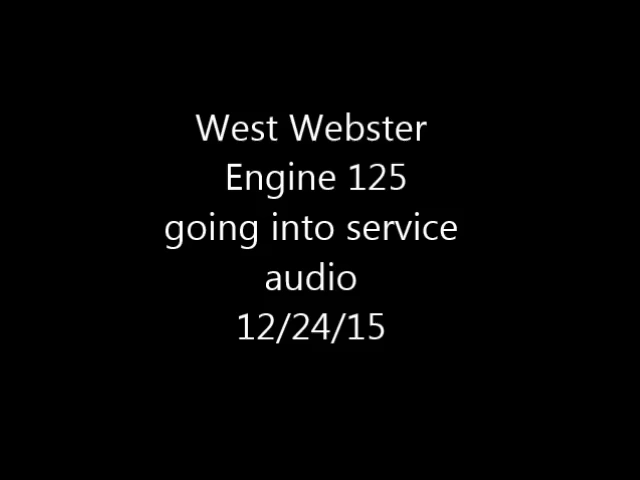 West Webster
Engine 125
going into service
audio
12/24/15